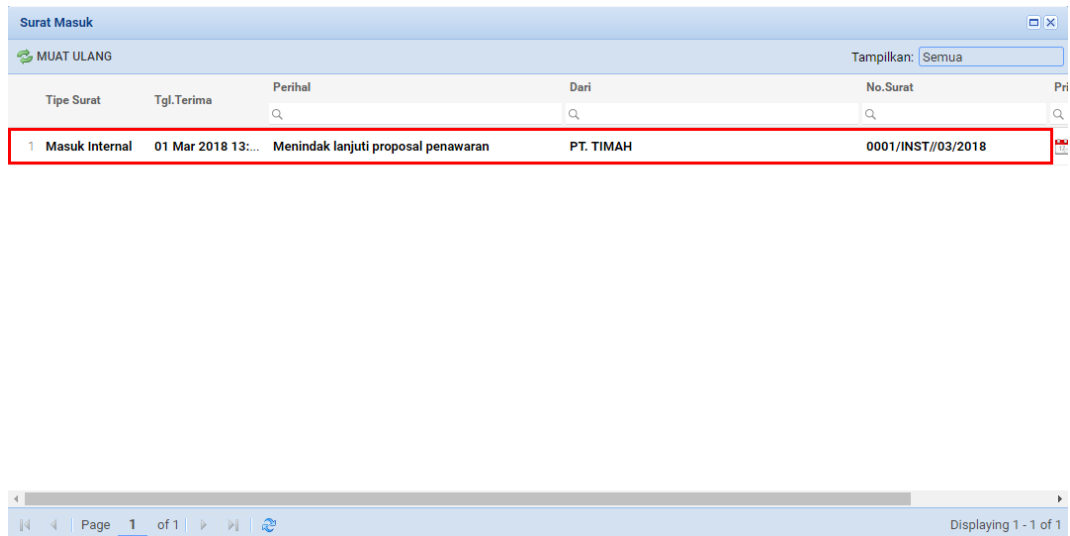 Surat Masuk
MUAT ULANG Tampilkan: Semua
Tipe Surat Tgl.Terima Perihal Dari No.Surat Pri
1 Masuk Internal 01 Mar 2018 13:... Menindak lanjuti proposal penawaran PT. TIMAH 0001/INST//03/2018
Page 1 of 1 Displaying 1 - 1 of 1